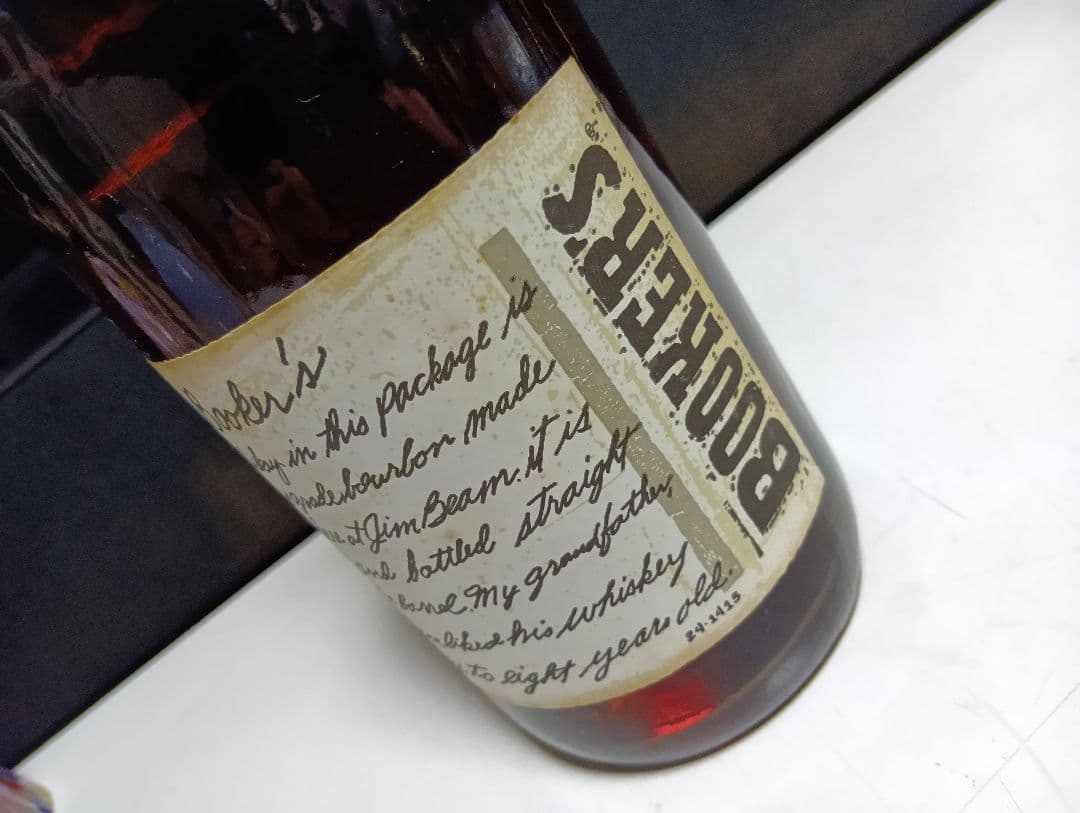 Booker's
in this package is
bourbon made
at Jim Beam. it is
and bottled straight
barrel. My grandfather,
liked his whiskey
to eight years old.
24-1415
BOOKER'S